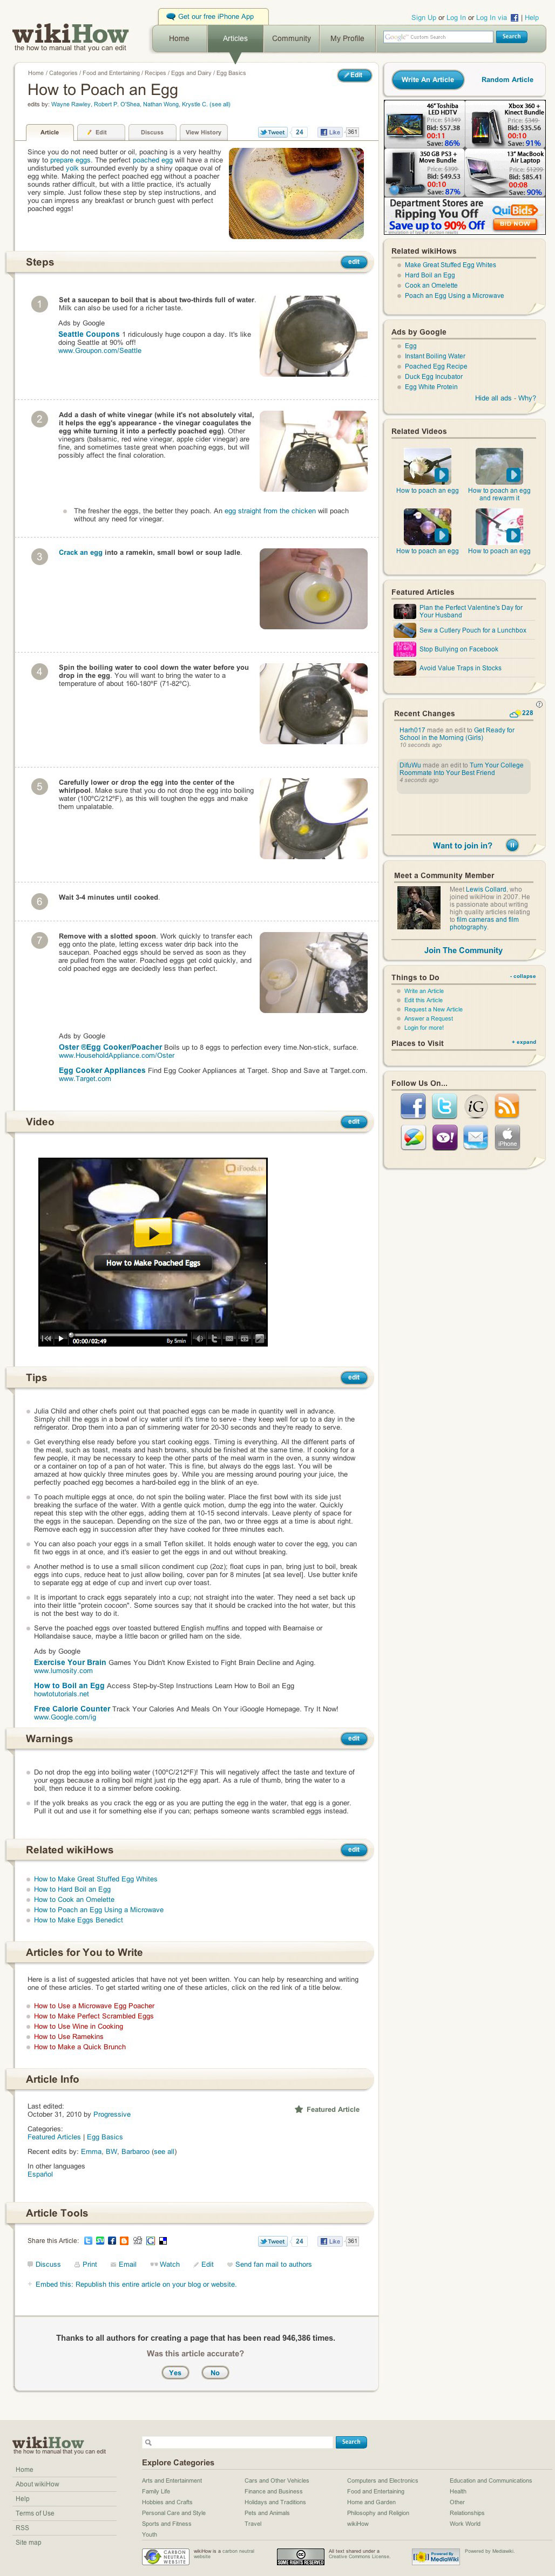 Get our free iPhone App
Sign Up or Log In or Log In via | Help
wikiHow
the how to manual that you can edit
Home
Articles
Community
My Profile
Google™ Custom Search
Search
Home / Categories / Food and Entertaining / Recipes / Eggs and Dairy / Egg Basics
How to Poach an Egg
Edit
edits by: Wayne Rawley, Robert P. O'Shea, Nathan Wong, Krystle C. (see all)
Article
Edit
Discuss
View History
Tweet 24
Like 361
Since you do not need butter or oil, poaching is a very healthy
way to prepare eggs. The perfect poached egg will have a nice
undisturbed yolk surrounded evenly by a shiny opaque oval of
egg white. Making the perfect poached egg without a poacher
sounds rather difficult, but with a little practice, it's actually
very simple. Just follow these step by step instructions, and
you can impress any breakfast or brunch guest with perfect
poached eggs!
Steps
edit
1
Set a saucepan to boil that is about two-thirds full of water.
Milk can also be used for a richer taste.
Ads by Google
Seattle Coupons 1 ridiculously huge coupon a day. It's like
doing Seattle at 90% off!
www.Groupon.com/Seattle
2
Add a dash of white vinegar (while it's not absolutely vital,
it helps the egg's appearance - the vinegar coagulates the
egg white turning it into a perfectly poached egg). Other
vinegars (balsamic, red wine vinegar, apple cider vinegar) are
fine, and sometimes taste great when poaching eggs, but will
possibly affect the final coloration.
The fresher the eggs, the better they poach. An egg straight from the chicken will poach
without any need for vinegar.
3
Crack an egg into a ramekin, small bowl or soup ladle.
4
Spin the boiling water to cool down the water before you
drop in the egg. You will want to bring the water to a
temperature of about 160-180ºF (71-82ºC).
5
Carefully lower or drop the egg into the center of the
whirlpool. Make sure that you do not drop the egg into boiling
water (100ºC/212ºF), as this will toughen the eggs and make
them unpalatable.
6
Wait 3-4 minutes until cooked.
7
Remove with a slotted spoon. Work quickly to transfer each
egg onto the plate, letting excess water drip back into the
saucepan. Poached eggs should be served as soon as they
are pulled from the water. Poached eggs get cold quickly, and
cold poached eggs are decidedly less than perfect.
Ads by Google
Oster ®Egg Cooker/Poacher Boils up to 8 eggs to perfection every time.Non-stick, surface.
www.HouseholdAppliance.com/Oster
Egg Cooker Appliances Find Egg Cooker Appliances at Target. Shop and Save at Target.com.
www.Target.com
Video
edit
iFoods.tv
How to Make Poached Eggs
00:00/02:49
By 5min
Tips
edit
Julia Child and other chefs point out that poached eggs can be made in quantity well in advance.
Simply chill the eggs in a bowl of icy water until it's time to serve - they keep well for up to a day in the
refrigerator. Drop them into a pan of simmering water for 20-30 seconds and they're ready to serve.
Get everything else ready before you start cooking eggs. Timing is everything. All the different parts of
the meal, such as toast, meats, and sauces should be finished at the same time. If cooking for a
few people, it may be necessary to keep the other parts of the meal warm in the oven, a sunny window
or a container on top of a pan of hot water. This is fine, but always do the eggs last. You will be
amazed at how quickly three minutes goes by. While you are messing around pouring your juice, the
perfectly poached egg becomes a hard-boiled egg in the blink of an eye.
To poach multiple eggs at once, do not spin the boiling water. Place the first bowl with its side just
breaking the surface of the water. With a gentle quick motion, dump the egg into the water. Quickly
repeat this step with the other eggs, adding them at 10-15 second intervals. Leave plenty of space for
the eggs in the saucepan. Depending on the size of the pan, two or three eggs at a time is about right.
Remove each egg in succession after they have cooked for three minutes each.
You can also poach your eggs in a small Teflon skillet. It holds enough water to cover the egg, you can
fit two eggs in at once, and it's easier to get the eggs in and out without breaking.
Another method is to use a small silicon condiment cup (2oz); float cups in pan, bring just to boil, break
eggs into cups, reduce heat to just allow boiling, cover pan for 8 minutes [at sea level]. Use butter knife
to separate egg at edge of cup and invert cup over toast.
It is important to crack eggs separately into a cup; not straight into the water. They need a set back up
into their little "protein cocoon". Some sources say that it should be cracked into the hot water, but this
is not the best way to do it.
Serve the poached eggs over toasted buttered English muffins and topped with Bearnaise or
Hollandaise sauce, maybe a little bacon or grilled ham on the side.
Ads by Google
Exercise Your Brain Games You Didn't Know Existed to Fight Brain Decline and Aging.
www.lumosity.com
How to Boil an Egg Access Step-by-Step Instructions Learn How to Boil an Egg
howtotutorials.net
Free Calorie Counter Track Your Calories And Meals On Your iGoogle Homepage. Try It Now!
www.Google.com/ig
Warnings
edit
Do not drop the egg into boiling water (100ºC/212ºF)! This will negatively affect the taste and texture of
your eggs because a rolling boil might just rip the egg apart. As a rule of thumb, bring the water to a
boil, then reduce it to a simmer before cooking.
If the yolk breaks as you crack the egg or as you are putting the egg in the water, that egg is a goner.
Pull it out and use it for something else if you can; perhaps someone wants scrambled eggs instead.
Related wikiHows
edit
How to Make Great Stuffed Egg Whites
How to Hard Boil an Egg
How to Cook an Omelette
How to Poach an Egg Using a Microwave
How to Make Eggs Benedict
Articles for You to Write
Here is a list of suggested articles that have not yet been written. You can help by researching and writing
one of these articles. To get started writing one of these articles, click on the red link of a title below.
How to Use a Microwave Egg Poacher
How to Make Perfect Scrambled Eggs
How to Use Wine in Cooking
How to Use Ramekins
How to Make a Quick Brunch
Article Info
Last edited:
October 31, 2010 by Progressive
Featured Article
Categories:
Featured Articles | Egg Basics
Recent edits by: Emma, BW, Barbaroo (see all)
In other languages
Español
Article Tools
Share this Article:
Tweet 24
Like 361
Discuss
Print
Email
Watch
Edit
Send fan mail to authors
Embed this: Republish this entire article on your blog or website.
Thanks to all authors for creating a page that has been read 946,386 times.
Was this article accurate?
Yes
No
Write An Article
Random Article
46" Toshiba
LED HDTV
Price: $1349
Bid: $57.38
00:11
Save: 86%
Xbox 360 +
Kinect Bundle
Price: $349
Bid: $35.56
00:10
Save: 91%
350 GB PS3 +
Move Bundle
Price: $399
Bid: $49.53
00:10
Save: 87%
13" MacBook
Air Laptop
Price: $1299
Bid: $85.41
00:08
Save: 90%
Department Stores are
Ripping You Off
Save up to 90% Off
QuiBids
BID NOW
Related wikiHows
Make Great Stuffed Egg Whites
Hard Boil an Egg
Cook an Omelette
Poach an Egg Using a Microwave
Ads by Google
Egg
Instant Boiling Water
Poached Egg Recipe
Duck Egg Incubator
Egg White Protein
Hide all ads - Why?
Related Videos
How to poach an egg
How to poach an egg
and rewarm it
How to poach an egg
How to poach an egg
Featured Articles
Plan the Perfect Valentine's Day for
Your Husband
Sew a Cutlery Pouch for a Lunchbox
Stop Bullying on Facebook
Avoid Value Traps in Stocks
Recent Changes
228
Harh017 made an edit to Get Ready for
School in the Morning (Girls)
10 seconds ago
DifuWu made an edit to Turn Your College
Roommate Into Your Best Friend
4 seconds ago
Want to join in?
Meet a Community Member
Meet Lewis Collard, who
joined wikiHow in 2007. He
is passionate about writing
high quality articles relating
to film cameras and film
photography.
Join The Community
Things to Do
- collapse
Write an Article
Edit this Article
Request a New Article
Answer a Request
Login for more!
Places to Visit
+ expand
Follow Us On...
iG
Y!
iPhone
wikiHow
the how to manual that you can edit
Home
About wikiHow
Help
Terms of Use
RSS
Site map
Search
Explore Categories
Arts and Entertainment
Family Life
Hobbies and Crafts
Personal Care and Style
Sports and Fitness
Youth
Cars and Other Vehicles
Finance and Business
Holidays and Traditions
Pets and Animals
Travel
Computers and Electronics
Food and Entertaining
Home and Garden
Philosophy and Religion
wikiHow
Education and Communications
Health
Other
Relationships
Work World
CARBON
NEUTRAL
WEBSITE
wikiHow is a carbon neutral
website
SOME RIGHTS RESERVED
All text shared under a
Creative Commons License.
Powered By
MediaWiki
Powered by Mediawiki.